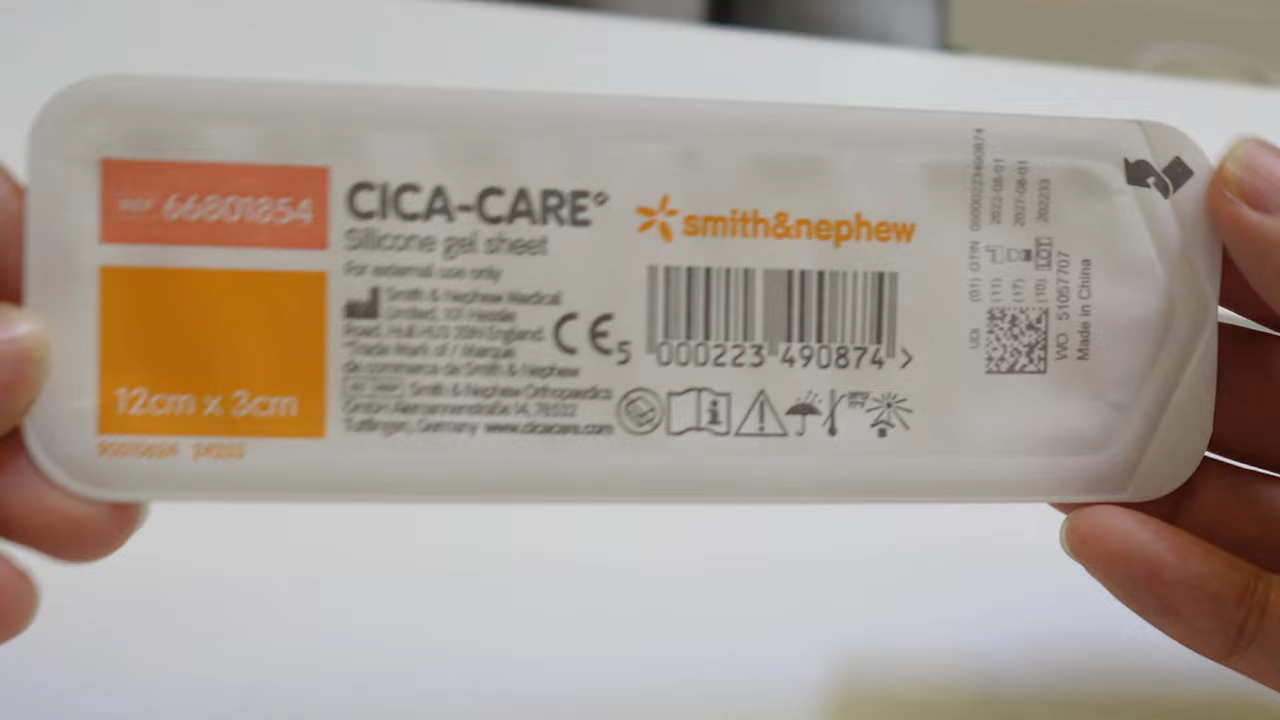 REF 66801854
12cm x 3cm
CICA-CARE°
Silicone gel sheet
For external use only
Smith & Nephew Medical
Limited, 101 Hessle
Road, Hull HU3 2BN England.
°Trade Mark of / Marque
de commerce de Smith & Nephew
Smith & Nephew Orthopaedics
GmbH Alemannenstraße 14, 78532
Tuttlingen, Germany www.cicacare.com
CE
smith&nephew
5 000223 490874 >
UDI (01) GTIN 05000223490874
(11) 2022-08-01
(17) 2027-08-01
(10) LOT 202233
WO 51057707
Made in China